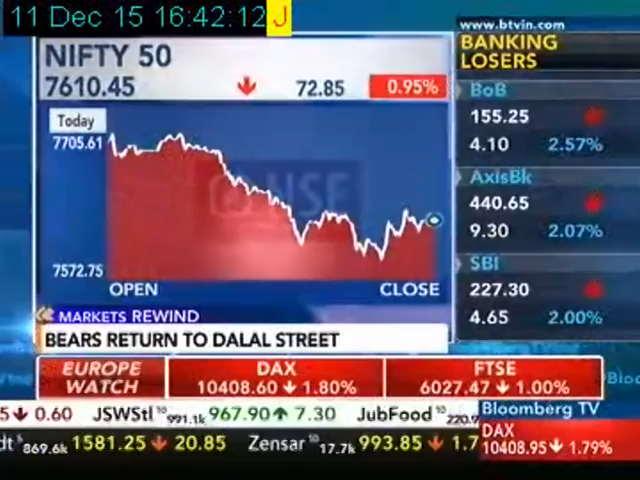 11 Dec 15 16:42:12 J
www.btvin.com
NIFTY 50
7610.45 72.85 0.95%
Today
7705.61
7572.75
NSE
OPEN CLOSE
BANKING
LOSERS
BoB
155.25
4.10 2.57%
AxisBk
440.65
9.30 2.07%
SBI
227.30
4.65 2.00%
MARKETS REWIND
BEARS RETURN TO DALAL STREET
EUROPE
WATCH
DAX
10408.60 1.80%
FTSE
6027.47 1.00%
0.60 JSWStl 991.1k 967.90 7.30 JubFood
869.6k 1581.25 20.85 Zensar 17.7k 993.85 1.7
Bloomberg TV
DAX
10408.95 1.79%